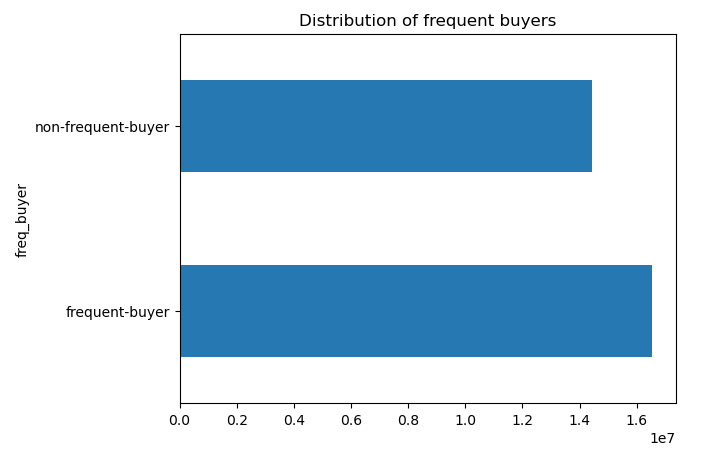 Distribution of frequent buyers
non-frequent-buyer
freq_buyer
frequent-buyer
0.0 0.2 0.4 0.6 0.8 1.0 1.2 1.4 1.6
1e7